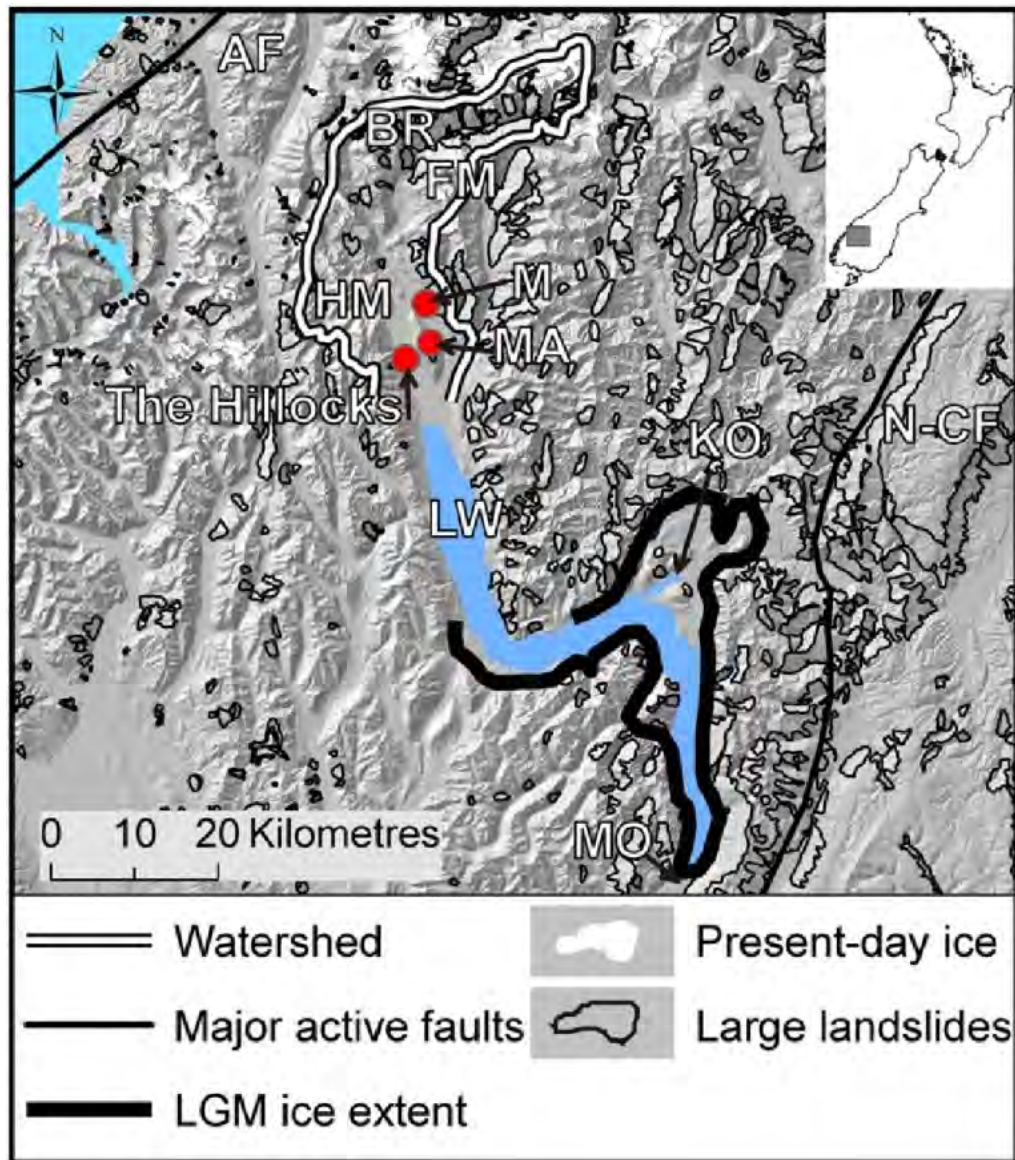 N
AF
BR
FM
HM
M
MA
The Hillocks
KO
N-CF
LW
MO
0 10 20 Kilometres
Watershed
Present-day ice
Major active faults
Large landslides
LGM ice extent